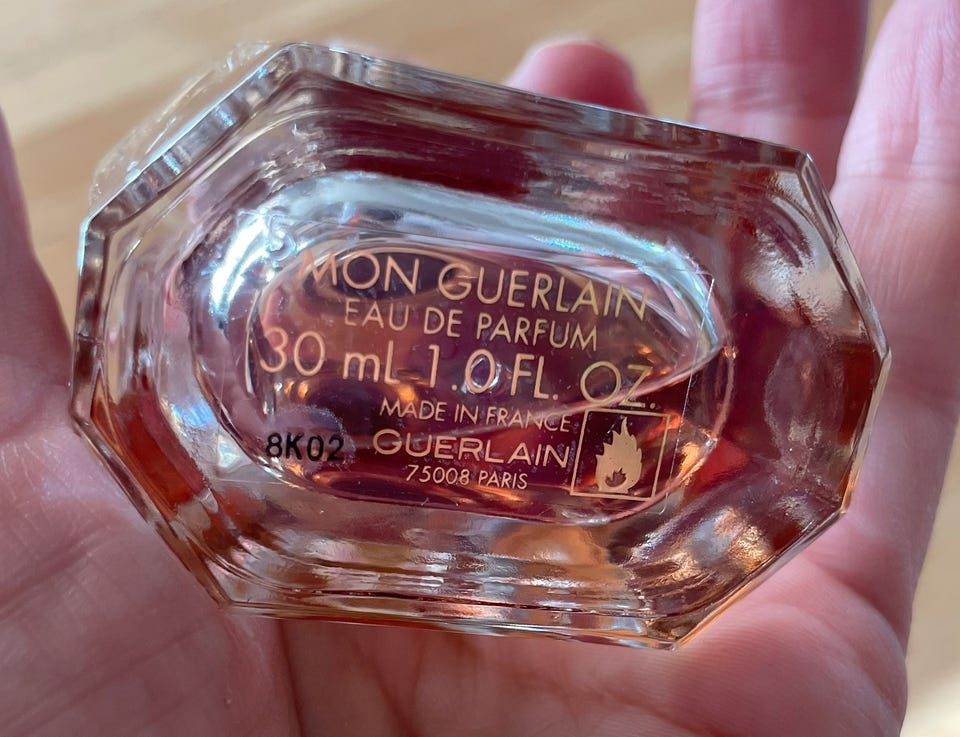 MON GUERLAIN
EAU DE PARFUM
30 mL 1.0 FL. OZ.
MADE IN FRANCE
8K02
GUERLAIN
75008 PARIS